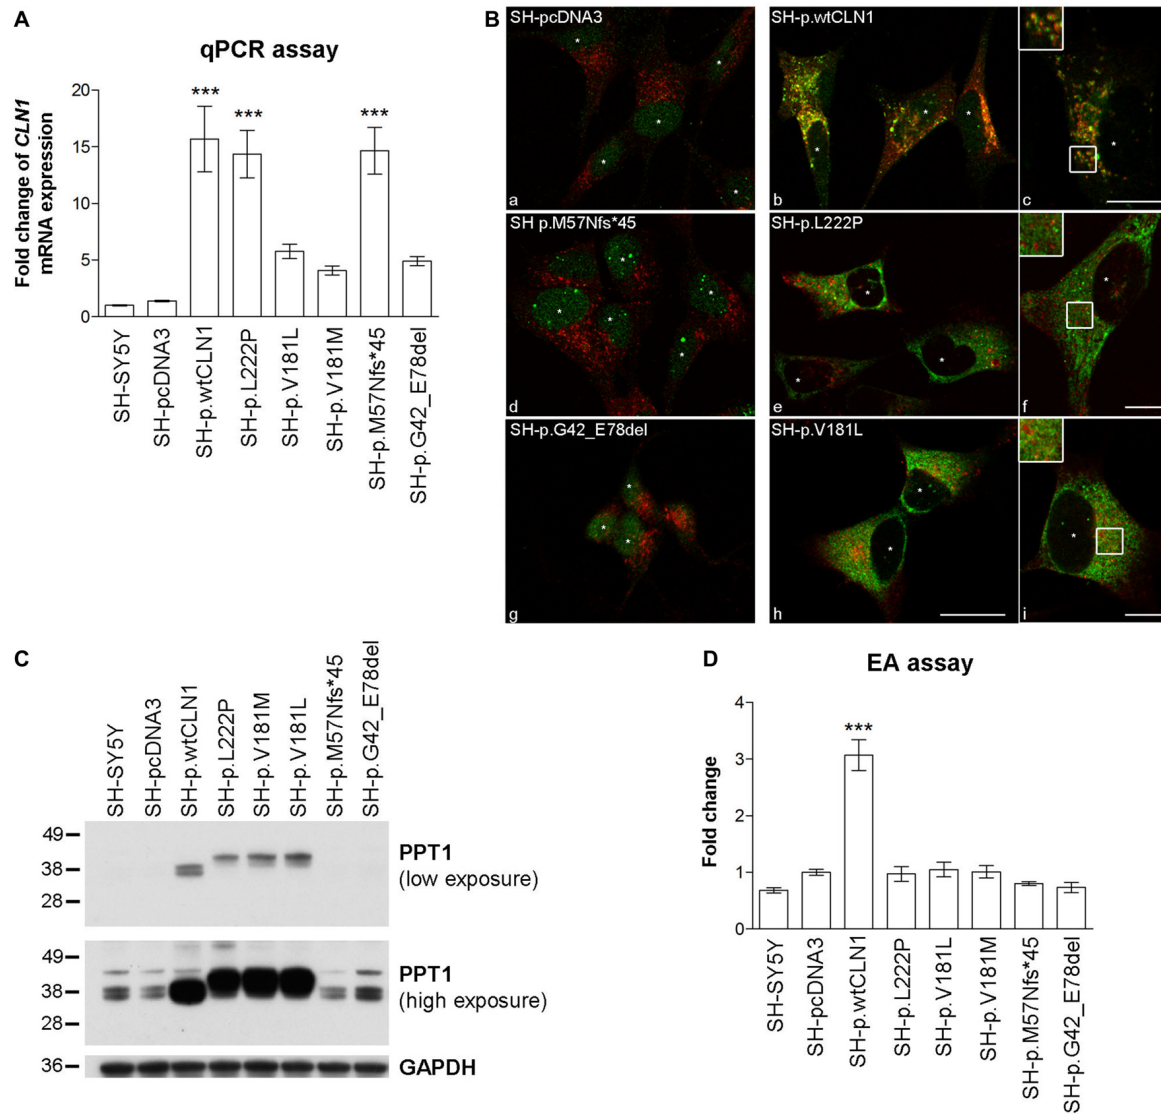 A
qPCR assay
Fold change of CLN1
mRNA expression
20
15
10
5
0
***
***
***
SH-SY5Y
SH-pcDNA3
SH-p.wtCLN1
SH-p.L222P
SH-p.V181L
SH-p.V181M
SH-p.M57Nfs*45
SH-p.G42_E78del
B
SH-pcDNA3
*
*
*
*
*
a
SH-p.wtCLN1
*
*
*
b
*
c
SH p.M57Nfs*45
*
*
*
*
*
d
SH-p.L222P
*
*
*
e
f
SH-p.G42_E78del
*
*
*
g
SH-p.V181L
*
*
h
*
i
C
SH-SY5Y
SH-pcDNA3
SH-p.wtCLN1
SH-p.L222P
SH-p.V181M
SH-p.V181L
SH-p.M57Nfs*45
SH-p.G42_E78del
49
38
28
PPT1
(low exposure)
49
38
28
PPT1
(high exposure)
36
GAPDH
D
EA assay
Fold change
4
3
2
1
0
***
SH-SY5Y
SH-pcDNA3
SH-p.wtCLN1
SH-p.L222P
SH-p.V181L
SH-p.V181M
SH-p.M57Nfs*45
SH-p.G42_E78del